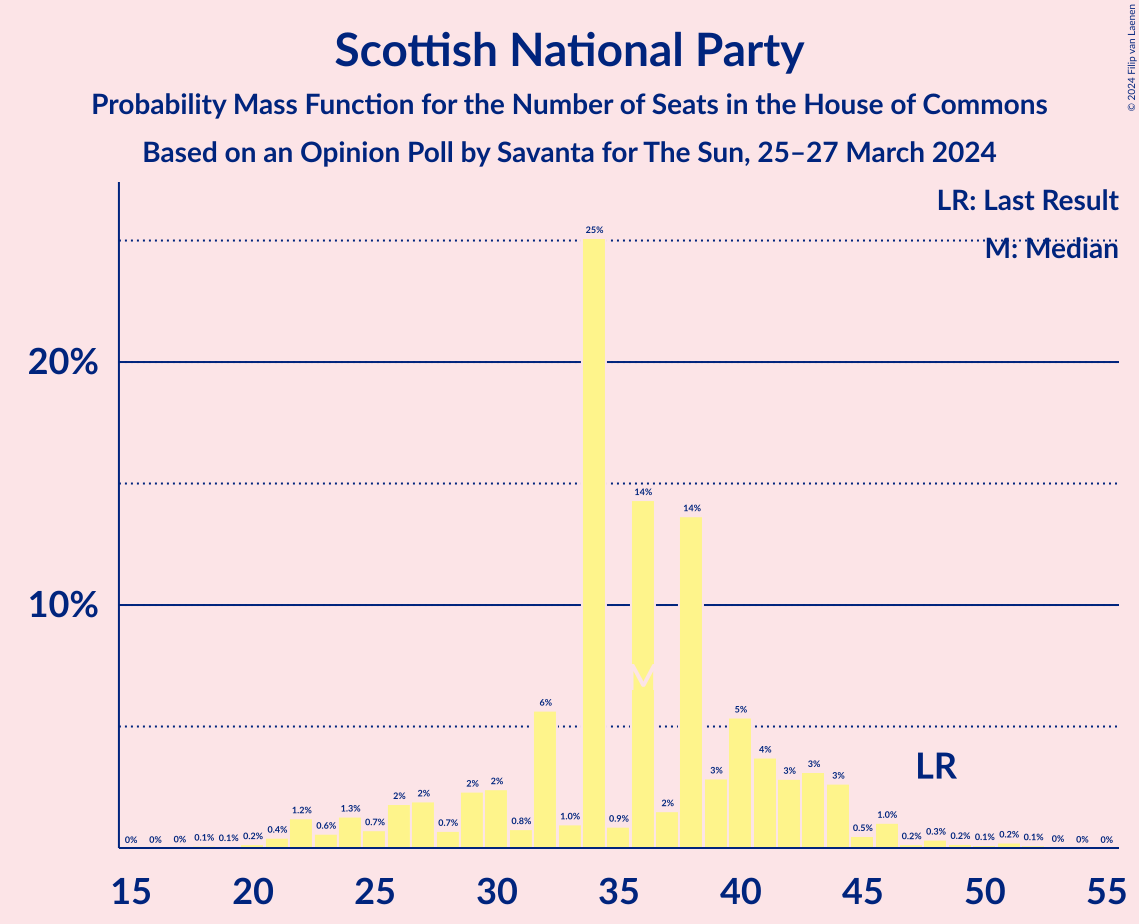 Scottish National Party
Probability Mass Function for the Number of Seats in the House of Commons
Based on an Opinion Poll by Savanta for The Sun, 25–27 March 2024
© 2024 Filip van Laenen
LR: Last Result
M: Median
20%
10%
0% 0% 0% 0.1% 0.1% 0.2% 0.4% 1.2% 0.6% 1.3% 0.7% 2% 2% 0.7% 2% 2% 0.8% 6% 1.0% 25% 0.9% 14% 2% 14% 3% 5% 4% 3% 3% 3% 0.5% 1.0% 0.2% 0.3% 0.2% 0.1% 0.2% 0.1% 0% 0% 0%
LR
15 20 25 30 35 40 45 50 55